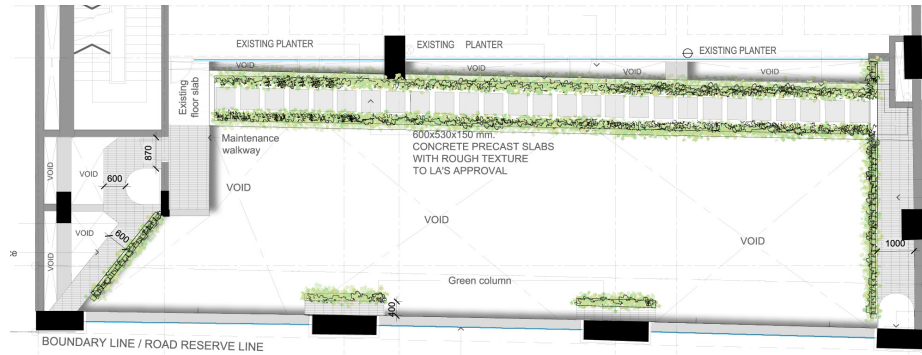 EXISTING PLANTER
EXISTING PLANTER
EXISTING PLANTER
VOID
VOID
VOID
VOID
Existing
floor slab
Maintenance
walkway
600x530x150 mm.
CONCRETE PRECAST SLABS
WITH ROUGH TEXTURE
TO LA'S APPROVAL
870
VOID
VOID
600
VOID
VOID
VOID
VOID
600
VOID
1000
VOID
Green column
400
BOUNDARY LINE / ROAD RESERVE LINE